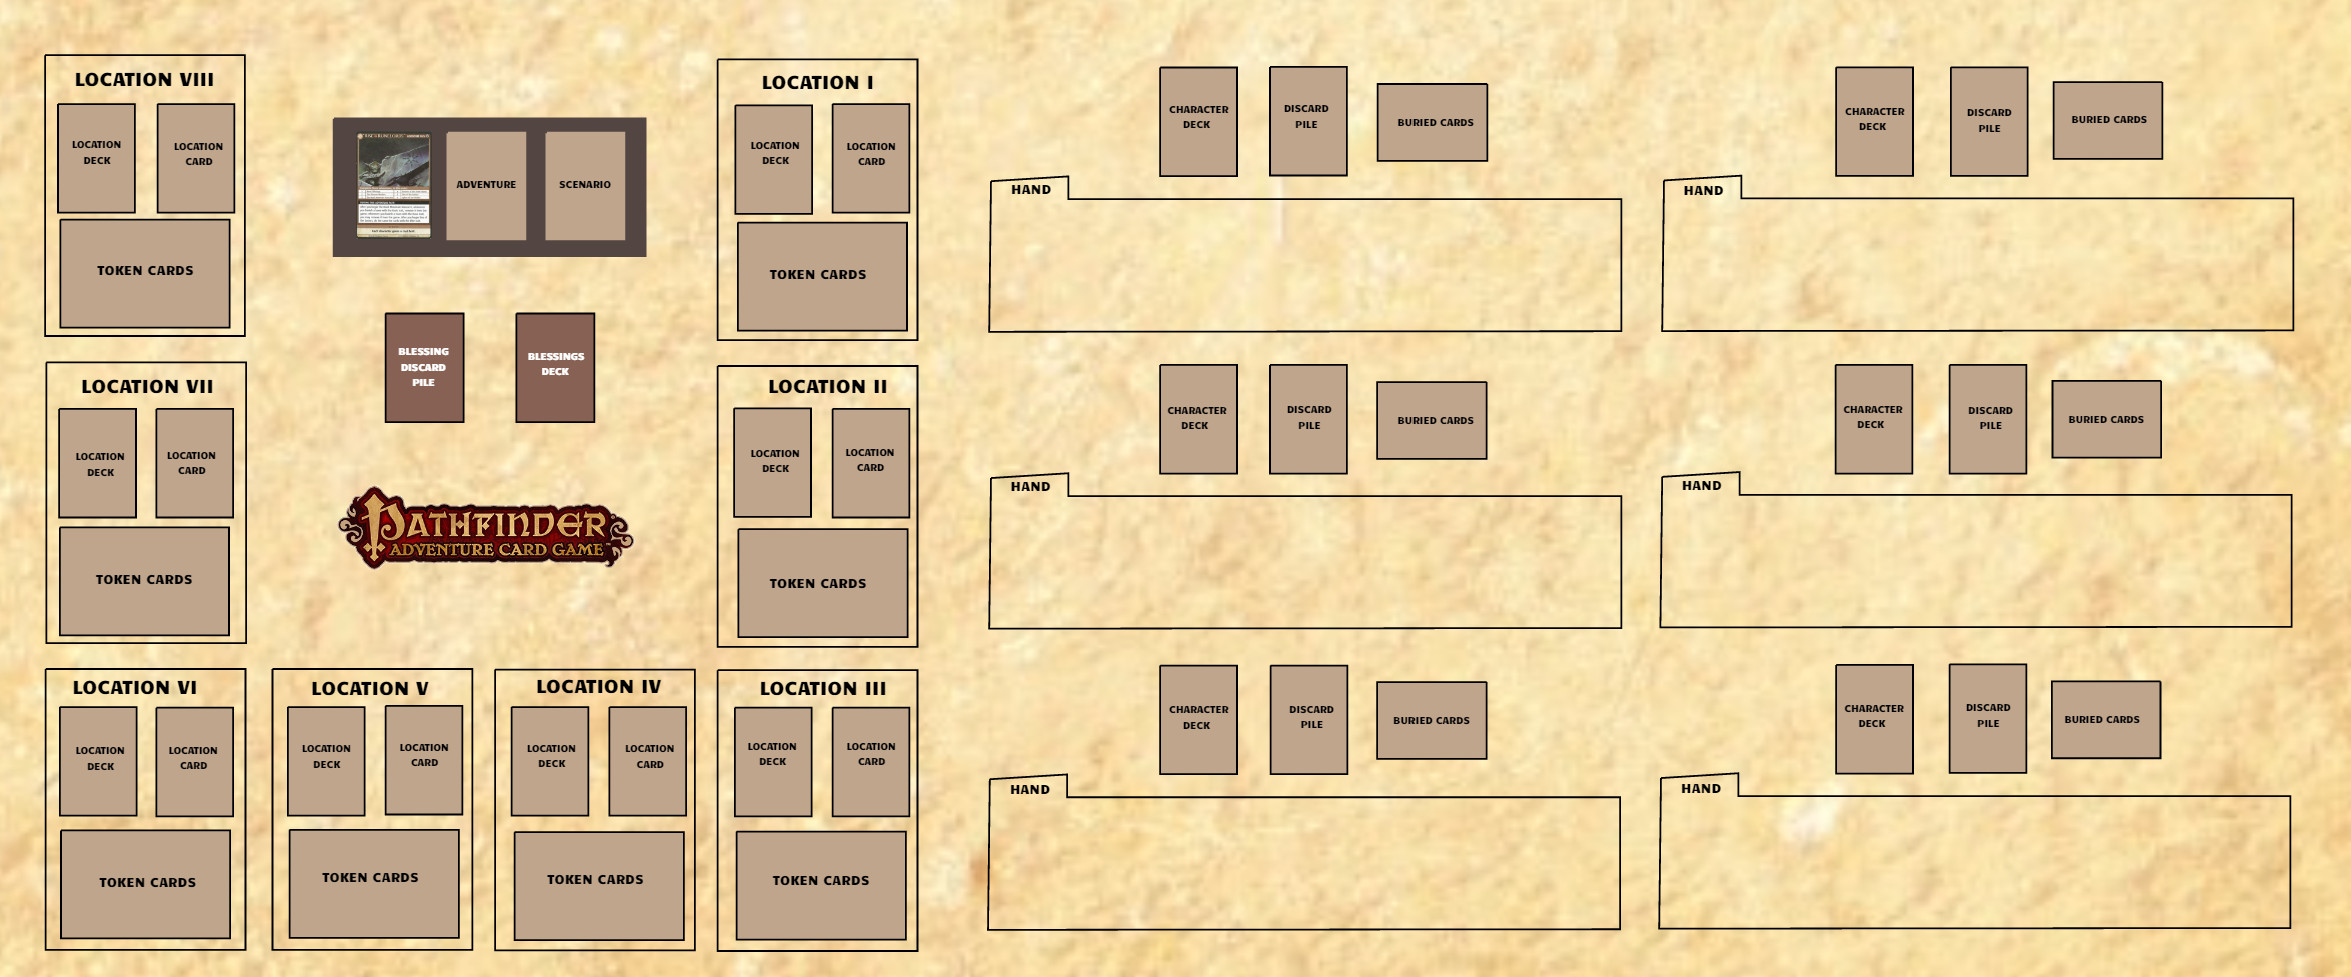 LOCATION VIII
LOCATION
DECK
LOCATION
CARD
TOKEN CARDS
ADVENTURE
SCENARIO
LOCATION I
LOCATION
DECK
LOCATION
CARD
TOKEN CARDS
BLESSING
DISCARD
PILE
BLESSINGS
DECK
LOCATION VII
LOCATION
DECK
LOCATION
CARD
TOKEN CARDS
PATHFINDER
ADVENTURE CARD GAME
LOCATION II
LOCATION
DECK
LOCATION
CARD
TOKEN CARDS
LOCATION VI
LOCATION
DECK
LOCATION
CARD
TOKEN CARDS
LOCATION V
LOCATION
DECK
LOCATION
CARD
TOKEN CARDS
LOCATION IV
LOCATION
DECK
LOCATION
CARD
TOKEN CARDS
LOCATION III
LOCATION
DECK
LOCATION
CARD
TOKEN CARDS
CHARACTER
DECK
DISCARD
PILE
BURIED CARDS
HAND
CHARACTER
DECK
DISCARD
PILE
BURIED CARDS
HAND
CHARACTER
DECK
DISCARD
PILE
BURIED CARDS
HAND
CHARACTER
DECK
DISCARD
PILE
BURIED CARDS
HAND
CHARACTER
DECK
DISCARD
PILE
BURIED CARDS
HAND
CHARACTER
DECK
DISCARD
PILE
BURIED CARDS
HAND